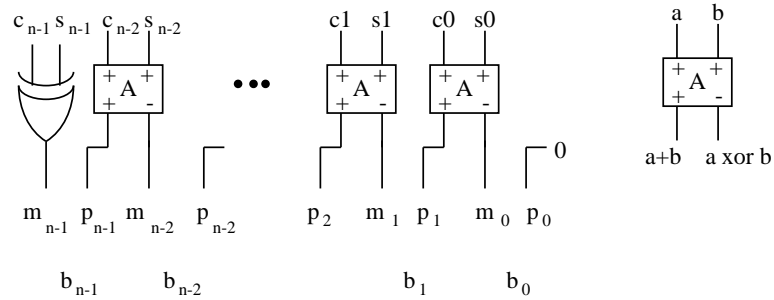 c n-1 s n-1 c n-2 s n-2 c1 s1 c0 s0 a b
+ + A + -
+ + A + -
+ + A + -
+ + A + -
0 a+b a xor b
m n-1 p n-1 m n-2 p n-2 p 2 m 1 p 1 m 0 p 0
b n-1 b n-2 b 1 b 0